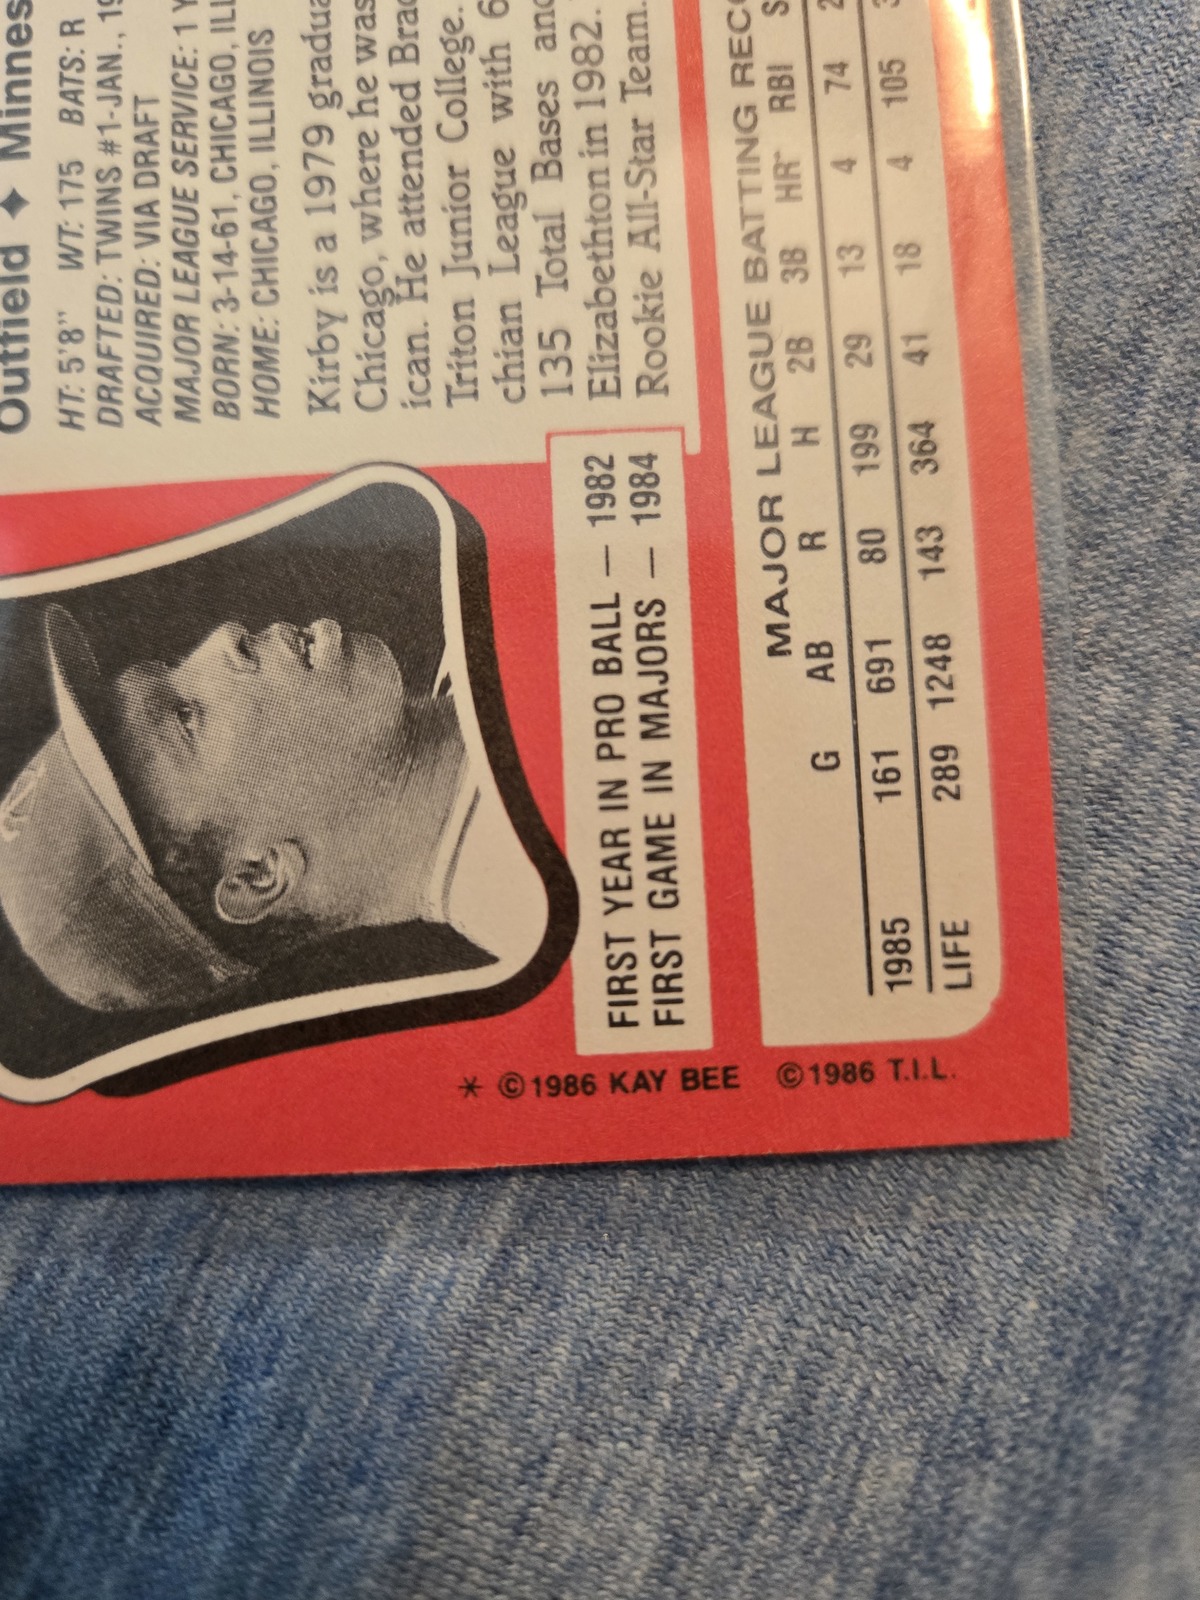 Outfield ✦ Minnes
HT: 5'8" WT: 175 BATS: R
DRAFTED: TWINS #1-JAN., 19
ACQUIRED: VIA DRAFT
MAJOR LEAGUE SERVICE: 1 Y
BORN: 3-14-61, CHICAGO, ILL
HOME: CHICAGO, ILLINOIS
Kirby is a 1979 gradua
Chicago, where he was
ican. He attended Brad
Triton Junior College.
chian League with 6
135 Total Bases and
Elizabethton in 1982.
Rookie All-Star Team.
FIRST YEAR IN PRO BALL — 1982
FIRST GAME IN MAJORS — 1984
MAJOR LEAGUE BATTING REC
G AB R H 2B 3B HR RBI S
1985 161 691 80 199 29 13 4 74 2
LIFE 289 1248 143 364 41 18 4 105 3
* ©1986 KAY BEE ©1986 T.I.L.